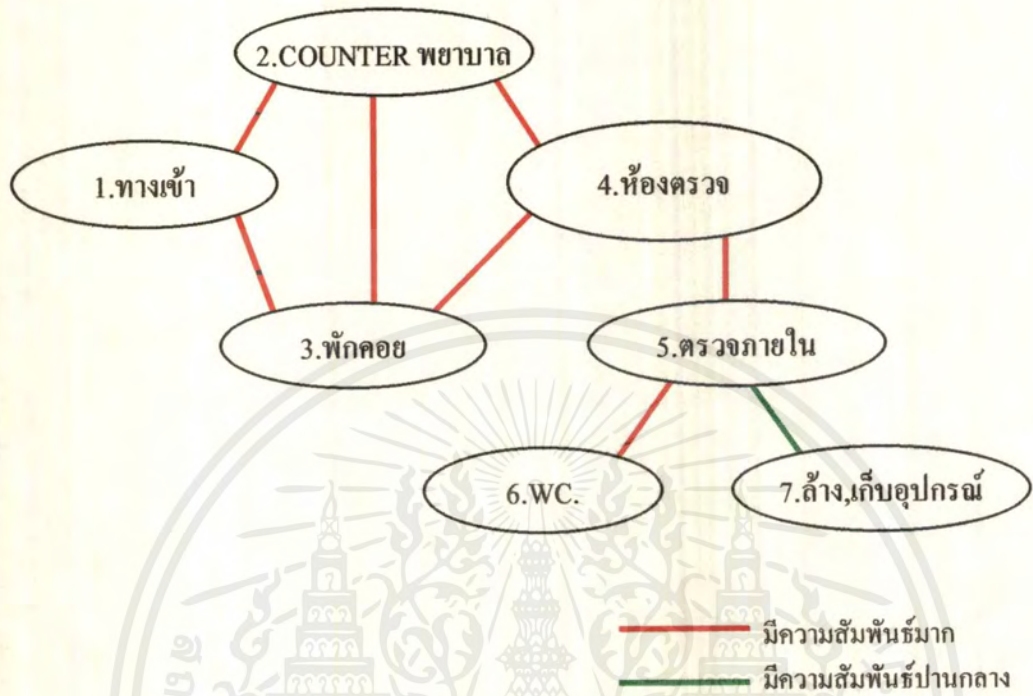 2.COUNTER พยาบาล
1.ทางเข้า
4.ห้องตรวจ
3.พักคอย
5.ตรวจภายใน
6.WC.
7.ล้าง,เก็บอุปกรณ์
มีความสัมพันธ์มาก
มีความสัมพันธ์ปานกลาง